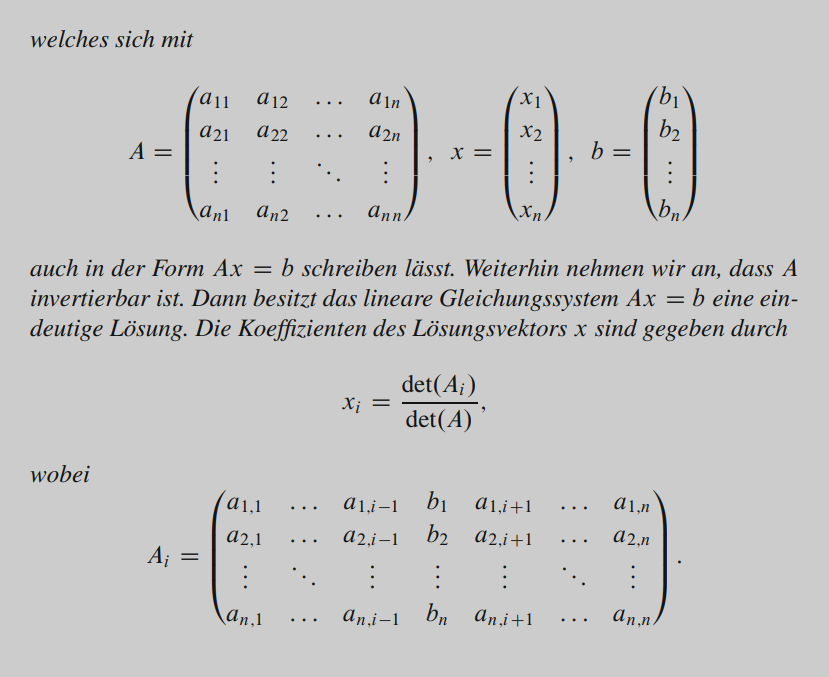 welches sich mit
A = \begin{pmatrix} a_{11} & a_{12} & \dots & a_{1n} \\ a_{21} & a_{22} & \dots & a_{2n} \\ \vdots & \vdots & \ddots & \vdots \\ a_{n1} & a_{n2} & \dots & a_{nn} \end{pmatrix}, x = \begin{pmatrix} x_1 \\ x_2 \\ \vdots \\ x_n \end{pmatrix}, b = \begin{pmatrix} b_1 \\ b_2 \\ \vdots \\ b_n \end{pmatrix}
auch in der Form Ax = b schreiben lässt. Weiterhin nehmen wir an, dass A
invertierbar ist. Dann besitzt das lineare Gleichungssystem Ax = b eine ein-
deutige Lösung. Die Koeffizienten des Lösungsvektors x sind gegeben durch
x_i = \frac{\det(A_i)}{\det(A)},
wobei
A_i = \begin{pmatrix} a_{1,1} & \dots & a_{1,i-1} & b_1 & a_{1,i+1} & \dots & a_{1,n} \\ a_{2,1} & \dots & a_{2,i-1} & b_2 & a_{2,i+1} & \dots & a_{2,n} \\ \vdots & \ddots & \vdots & \vdots & \vdots & \ddots & \vdots \\ a_{n,1} & \dots & a_{n,i-1} & b_n & a_{n,i+1} & \dots & a_{n,n} \end{pmatrix}.